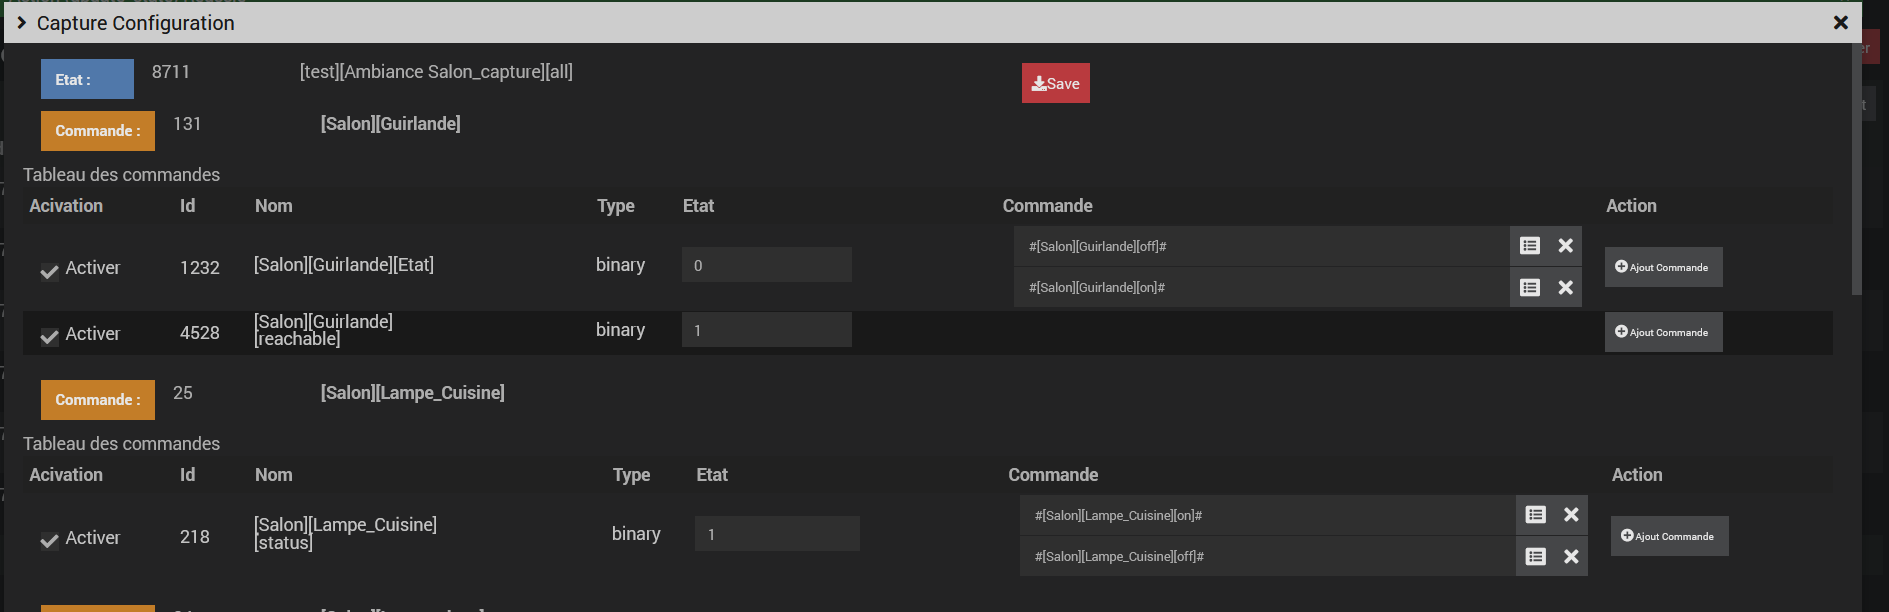 Capture Configuration
Etat : 8711 [test][Ambiance Salon_capture][all] Save
Commande : 131 [Salon][Guirlande]
Tableau des commandes
Acivation Id Nom Type Etat Commande Action
Activer 1232 [Salon][Guirlande][Etat] binary 0 #[Salon][Guirlande][off]# Ajout Commande
#[Salon][Guirlande][on]#
Activer 4528 [Salon][Guirlande] binary 1 Ajout Commande
[reachable]
Commande : 25 [Salon][Lampe_Cuisine]
Tableau des commandes
Acivation Id Nom Type Etat Commande Action
Activer 218 [Salon][Lampe_Cuisine] binary 1 #[Salon][Lampe_Cuisine][on]# Ajout Commande
[status] #[Salon][Lampe_Cuisine][off]#